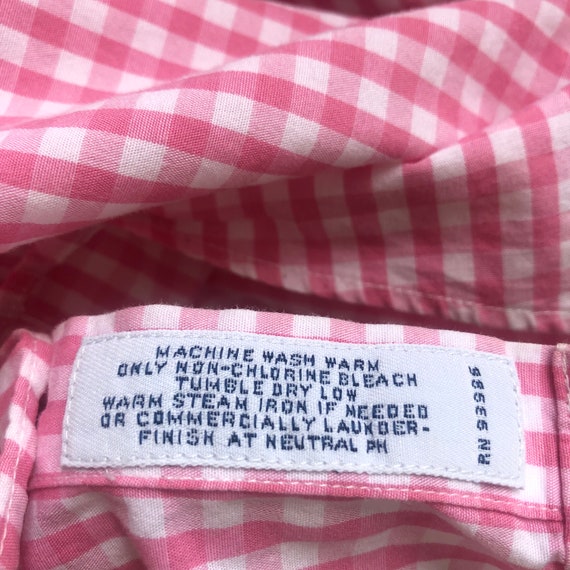 MACHINE WASH WARM
ONLY NON-CHLORINE BLEACH
TUMBLE DRY LOW
WARM STEAM IRON IF NEEDED
OR COMMERCIALLY LAUNDER-
FINISH AT NEUTRAL PH
RN 53585